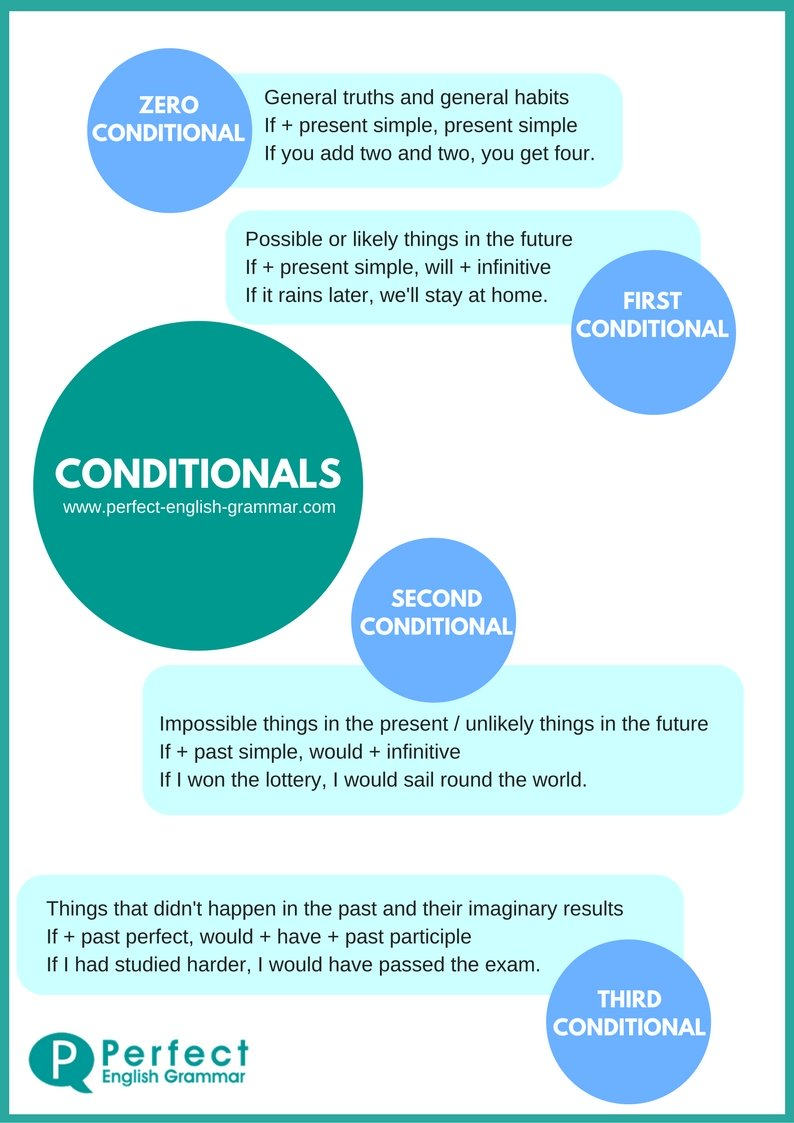 ZERO
CONDITIONAL
General truths and general habits
If + present simple, present simple
If you add two and two, you get four.
Possible or likely things in the future
If + present simple, will + infinitive
If it rains later, we'll stay at home.
FIRST
CONDITIONAL
CONDITIONALS
www.perfect-english-grammar.com
SECOND
CONDITIONAL
Impossible things in the present / unlikely things in the future
If + past simple, would + infinitive
If I won the lottery, I would sail round the world.
Things that didn't happen in the past and their imaginary results
If + past perfect, would + have + past participle
If I had studied harder, I would have passed the exam.
THIRD
CONDITIONAL
P
Perfect
English Grammar